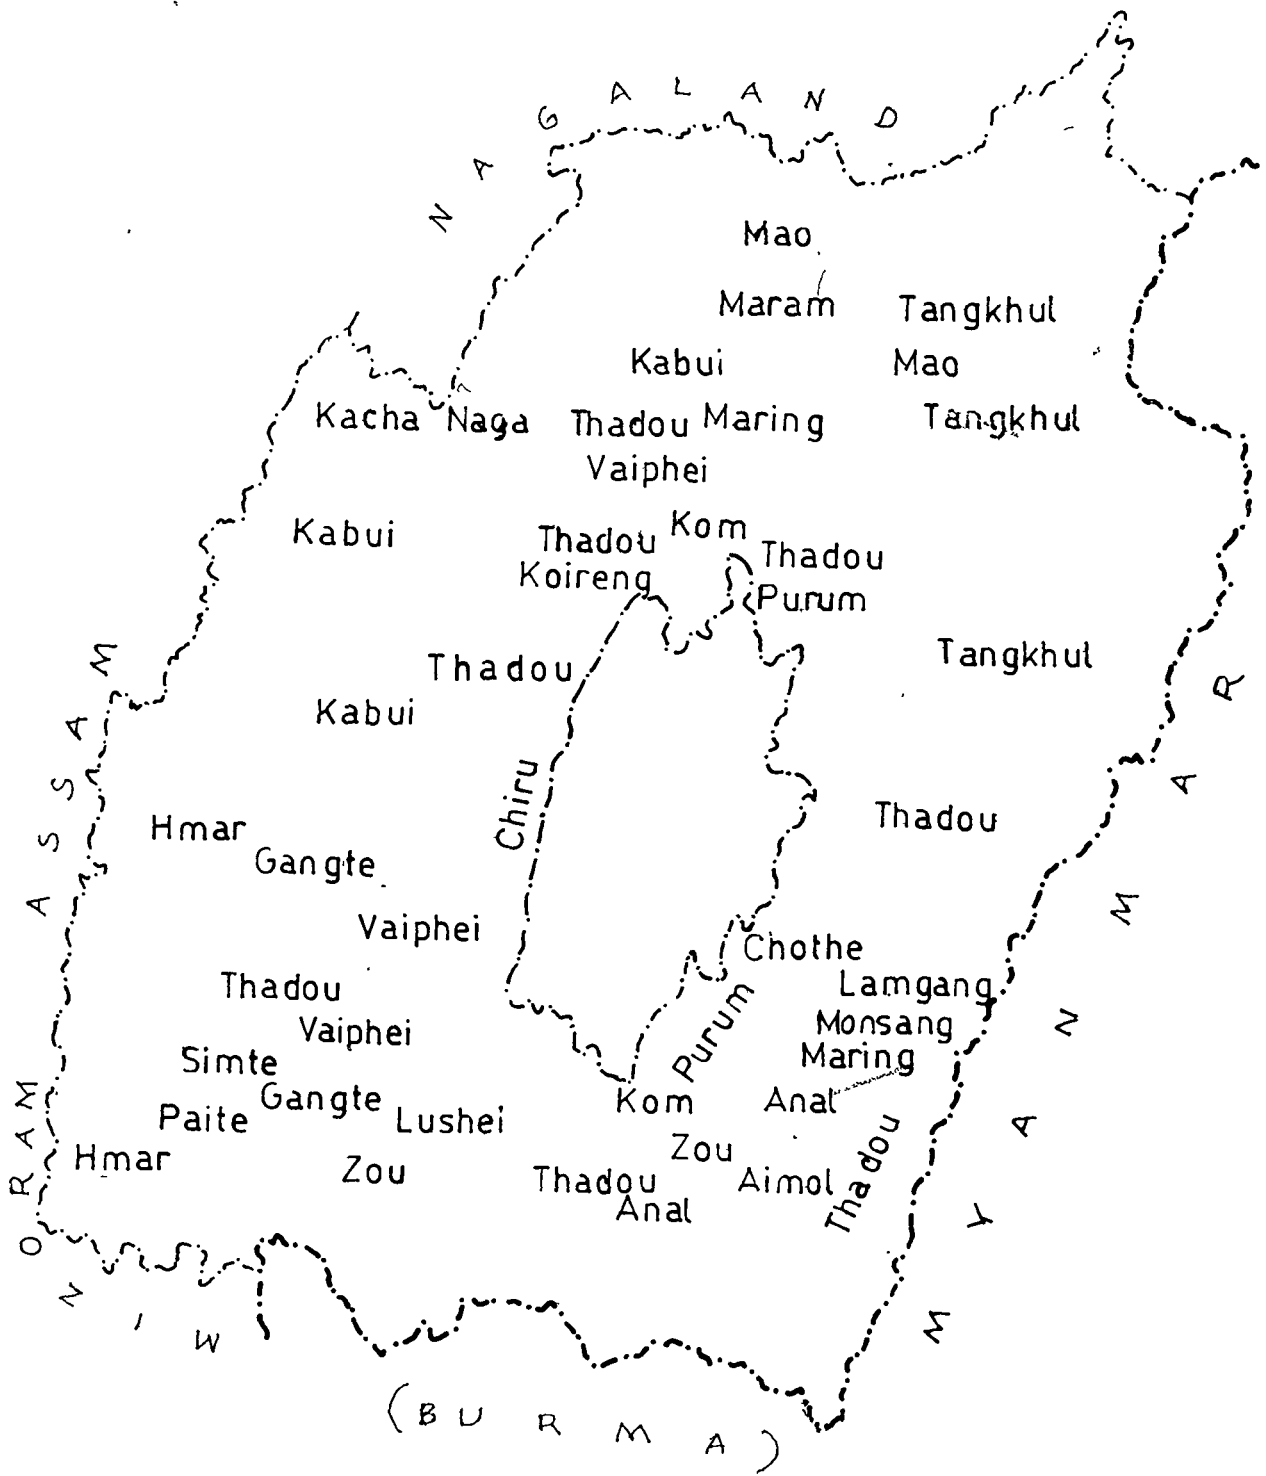 NAGALAND
Mao
Maram
Tangkhul
Kabui
Mao
Kacha Naga
Thadou
Maring
Tangkhul
Vaiphei
Kabui
Thadou
Kom
Thadou
Koireng
Purum
Tangkhul
Thadou
Kabui
ASSAM
Chiru
Hmar
Gangte
Thadou
Vaiphei
Chothe
Thadou
Lamgang
Vaiphei
Monsang
Purum
Simte
Maring
Gangte
Kom
Anal
Paite
Lushei
Zou
Hmar
Zou
Thadou
Aimol
Thadou
Anal
MIZORAM
MYANMAR
(BURMA)